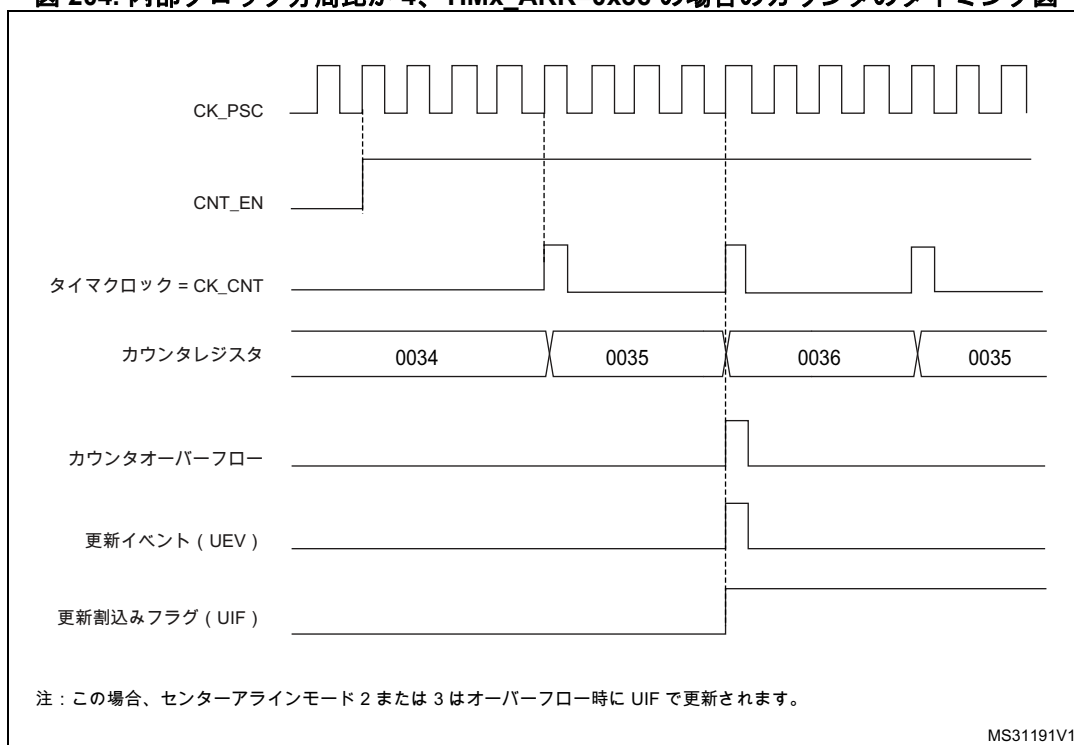 CK_PSC
CNT_EN
タイマクロック = CK_CNT
カウンタレジスタ
0034
0035
0036
0035
カウンタオーバーフロー
更新イベント（UEV）
更新割込みフラグ（UIF）
注：この場合、センターアラインモード 2 または 3 はオーバーフロー時に UIF で更新されます。
MS31191V1